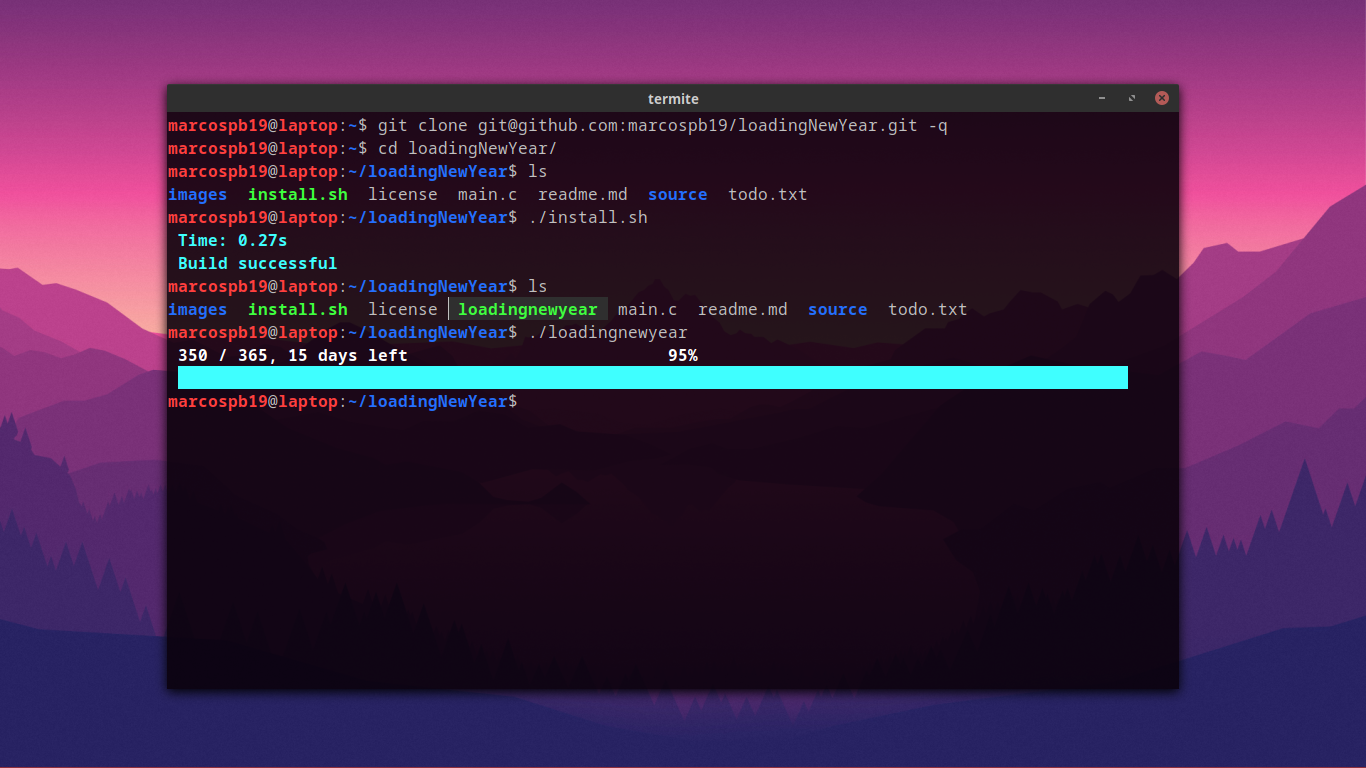 termite
marcospb19@laptop:~$ git clone git@github.com:marcospb19/loadingNewYear.git -q
marcospb19@laptop:~$ cd loadingNewYear/
marcospb19@laptop:~/loadingNewYear$ ls
images  install.sh  license  main.c  readme.md  source  todo.txt
marcospb19@laptop:~/loadingNewYear$ ./install.sh
Time: 0.27s
Build successful
marcospb19@laptop:~/loadingNewYear$ ls
images  install.sh  license  loadingnewyear  main.c  readme.md  source  todo.txt
marcospb19@laptop:~/loadingNewYear$ ./loadingnewyear
350 / 365, 15 days left                          95%
marcospb19@laptop:~/loadingNewYear$